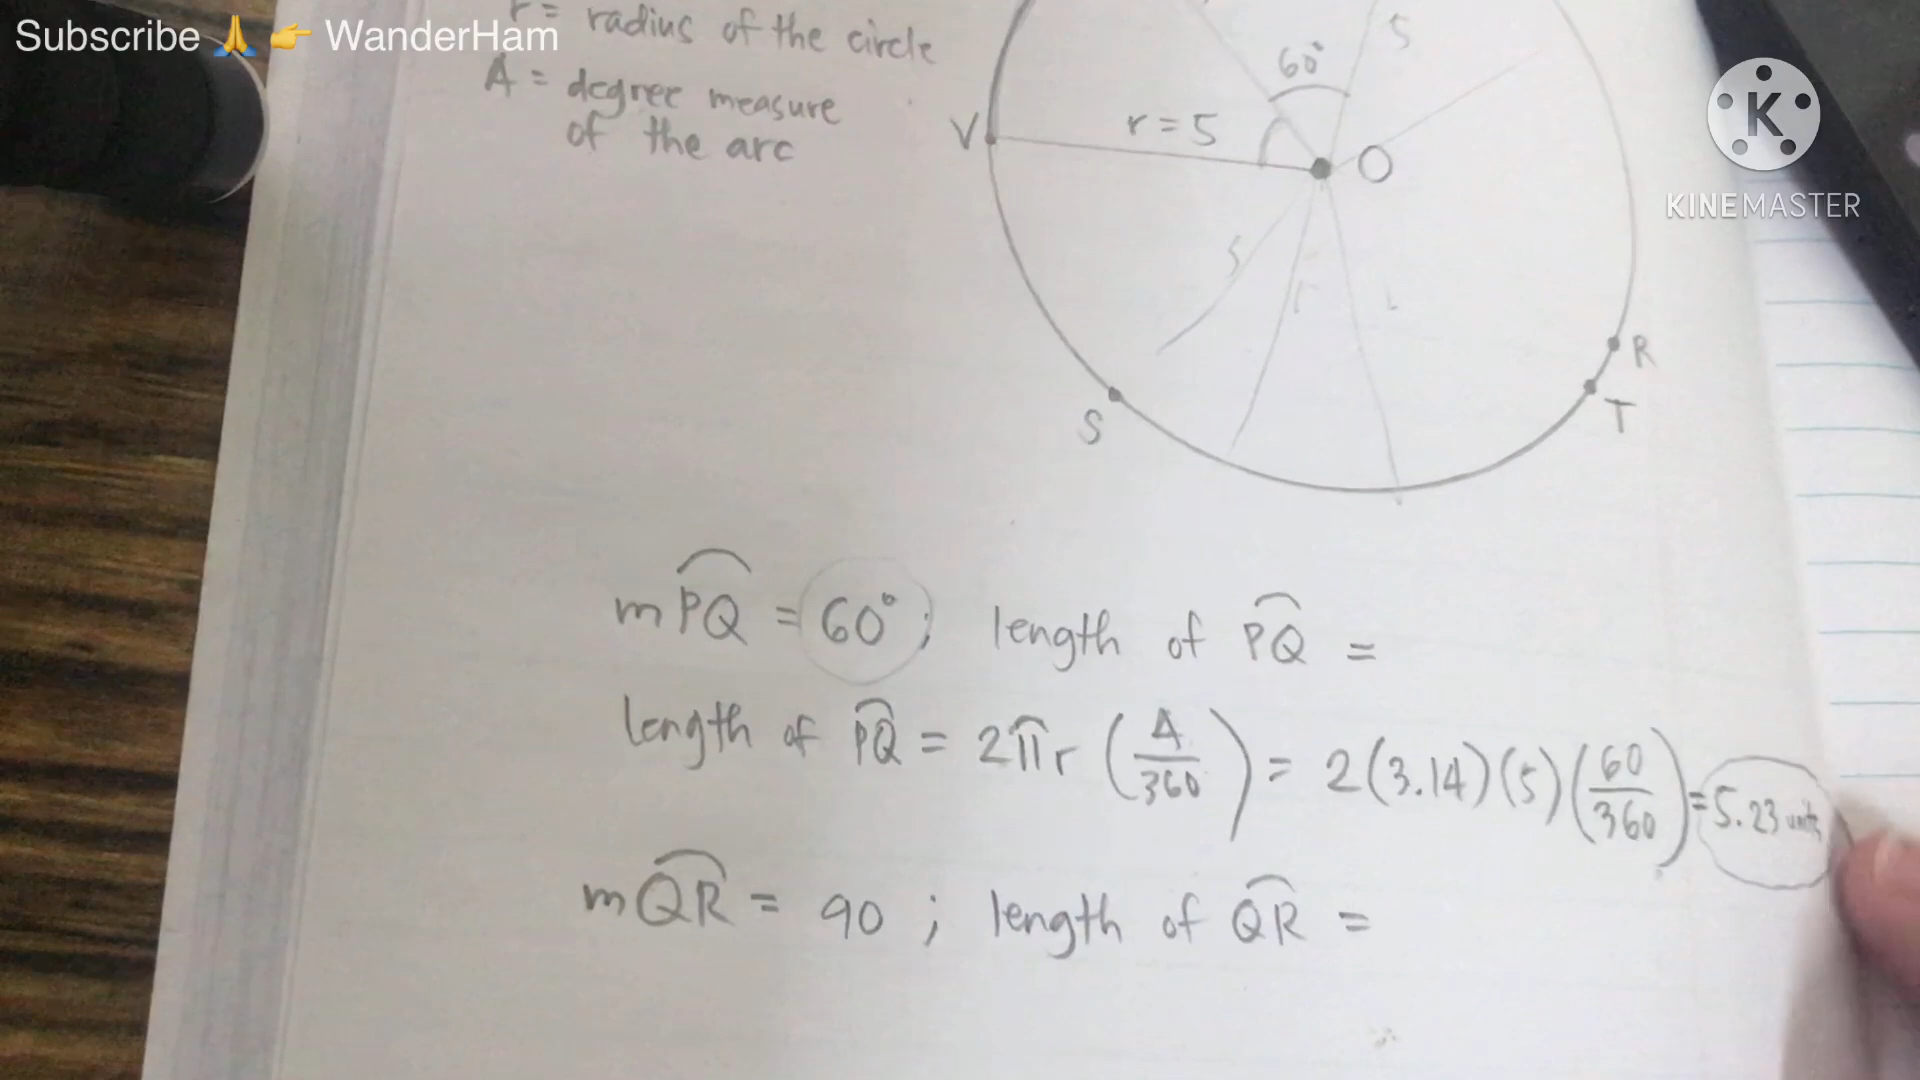 Subscribe 🙏 👉 WanderHam
r = radius of the circle
A = degree measure
of the arc
60°
5
V
r = 5
O
K
KINEMASTER
5
R
T
S
mPQ = 60° ; length of PQ =
length of PQ = 2πr (A/360) = 2(3.14)(5)(60/360) = 5.23 units
mQR = 90 ; length of QR =